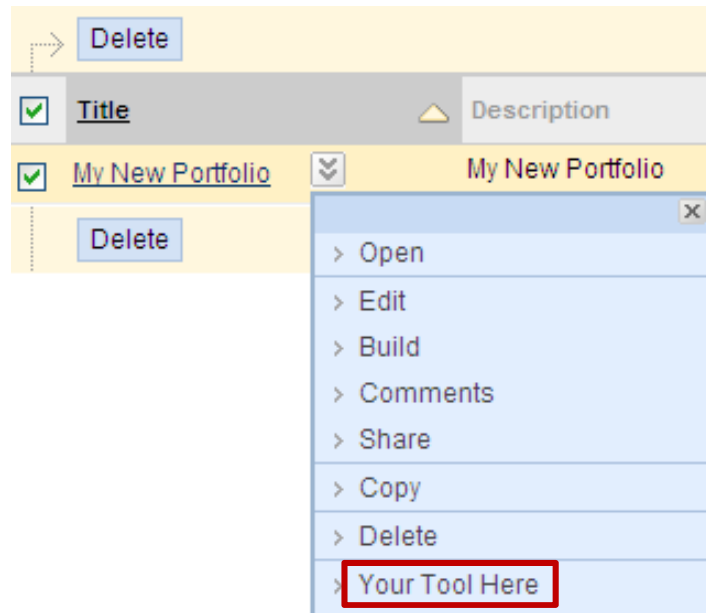 Delete
Title Description
My New Portfolio My New Portfolio
Delete
Open
Edit
Build
Comments
Share
Copy
Delete
Your Tool Here